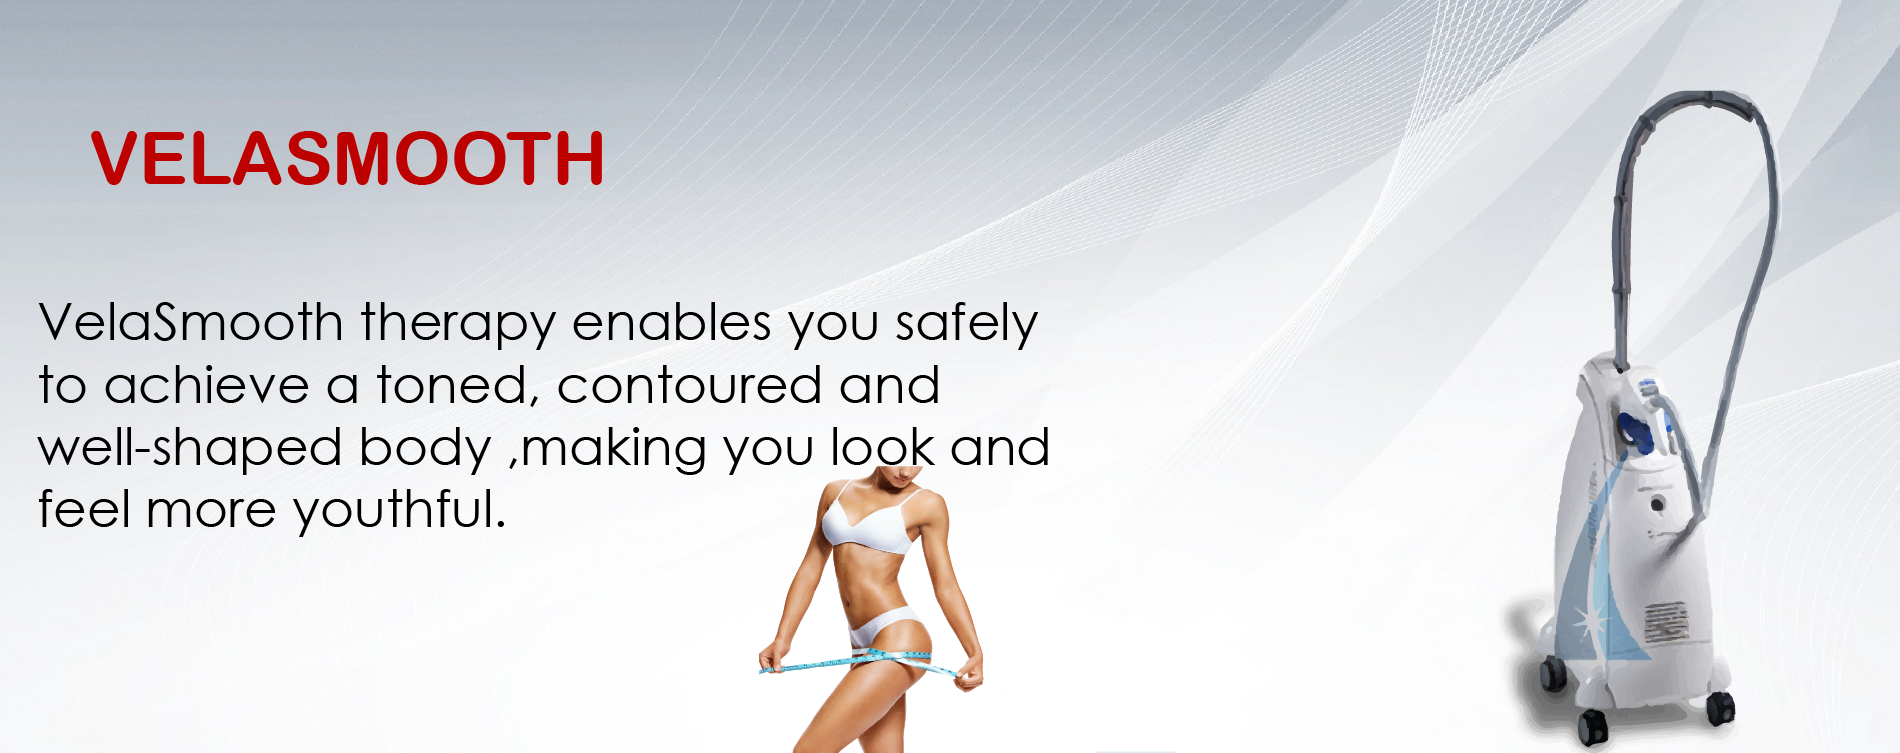 VELASMOOTH
VelaSmooth therapy enables you safely
to achieve a toned, contoured and
well-shaped body ,making you look and
feel more youthful.